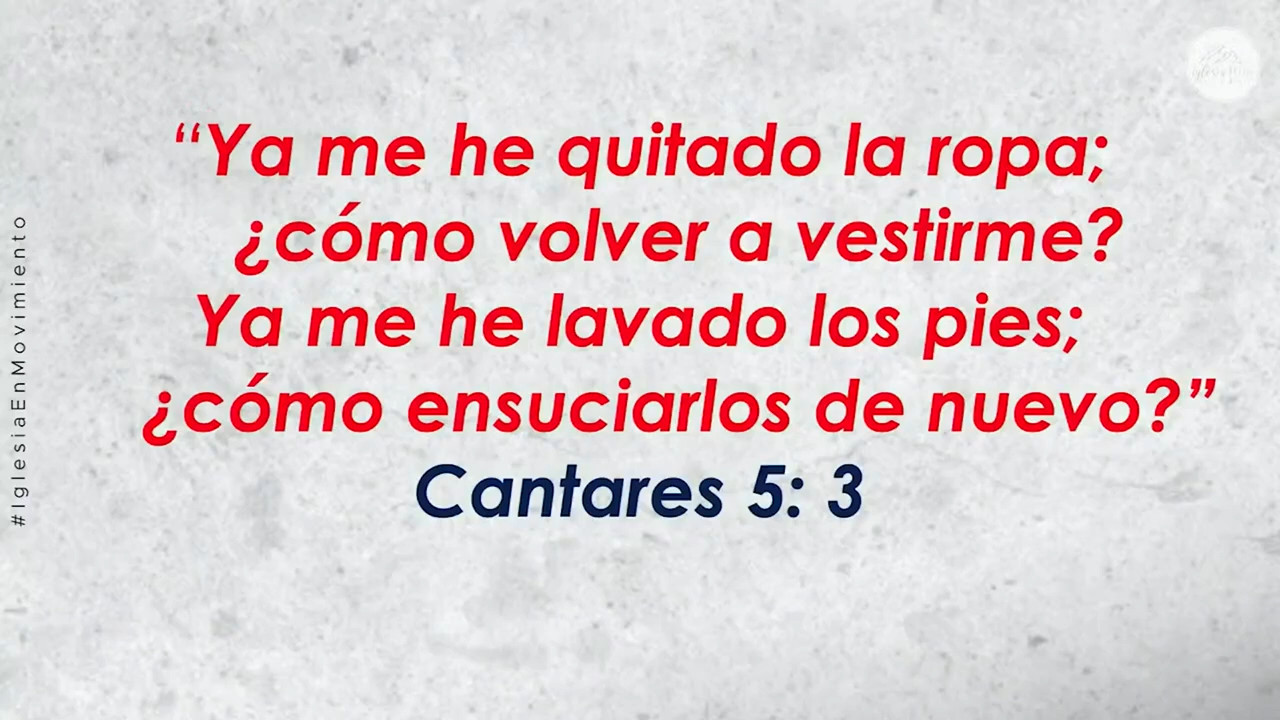 “Ya me he quitado la ropa;
¿cómo volver a vestirme?
Ya me he lavado los pies;
¿cómo ensuciarlos de nuevo?”
Cantares 5: 3
#IglesiaEnMovimiento